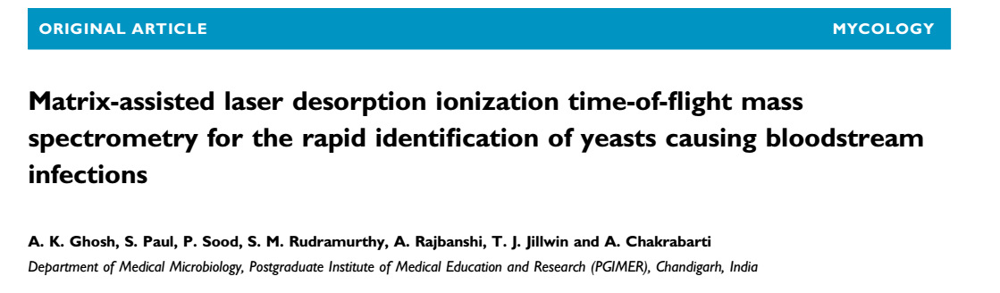 ORIGINAL ARTICLE MYCOLOGY
Matrix-assisted laser desorption ionization time-of-flight mass
spectrometry for the rapid identification of yeasts causing bloodstream
infections
A. K. Ghosh, S. Paul, P. Sood, S. M. Rudramurthy, A. Rajbanshi, T. J. Jillwin and A. Chakrabarti
Department of Medical Microbiology, Postgraduate Institute of Medical Education and Research (PGIMER), Chandigarh, India